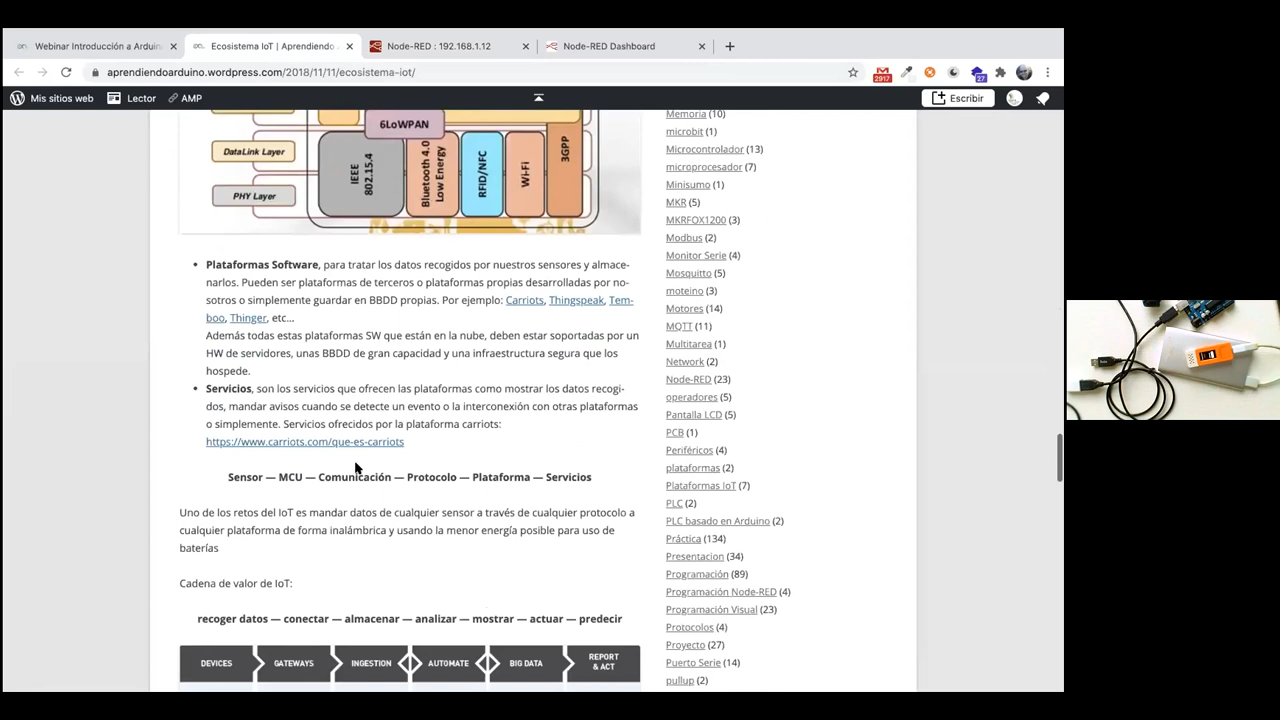 Webinar Introducción a Arduin
Ecosistema IoT | Aprendiendo
Node-RED : 192.168.1.12
Node-RED Dashboard
aprendiendoarduino.wordpress.com/2018/11/11/ecosistema-iot/
2917
27
Mis sitios web
Lector
AMP
Escribir
6LoWPAN
DataLink Layer
PHY Layer
IEEE
802.15.4
Bluetooth 4.0
Low Energy
RFID/NFC
Wi-Fi
3GPP
Plataformas Software, para tratar los datos recogidos por nuestros sensores y almace-
narlos. Pueden ser plataformas de terceros o plataformas propias desarrolladas por no-
sotros o simplemente guardar en BBDD propias. Por ejemplo: Carriots, Thingspeak, Tem-
boo, Thinger, etc...
Además todas estas plataformas SW que están en la nube, deben estar soportadas por un
HW de servidores, unas BBDD de gran capacidad y una infraestructura segura que los
hospede.
Servicios, son los servicios que ofrecen las plataformas como mostrar los datos recogi-
dos, mandar avisos cuando se detecte un evento o la interconexión con otras plataformas
o simplemente. Servicios ofrecidos por la plataforma carriots:
https://www.carriots.com/que-es-carriots
Sensor — MCU — Comunicación — Protocolo — Plataforma — Servicios
Uno de los retos del IoT es mandar datos de cualquier sensor a través de cualquier protocolo a
cualquier plataforma de forma inalámbrica y usando la menor energía posible para uso de
baterías
Cadena de valor de IoT:
recoger datos — conectar — almacenar — analizar — mostrar — actuar — predecir
DEVICES
GATEWAYS
INGESTION
AUTOMATE
BIG DATA
REPORT
& ACT
Memoria (10)
microbit (1)
Microcontrolador (13)
microprocesador (7)
Minisumo (1)
MKR (5)
MKRFOX1200 (3)
Modbus (2)
Monitor Serie (4)
Mosquitto (5)
moteino (3)
Motores (14)
MQTT (11)
Multitarea (1)
Network (2)
Node-RED (23)
operadores (5)
Pantalla LCD (5)
PCB (1)
Periféricos (4)
plataformas (2)
Plataformas IoT (7)
PLC (2)
PLC basado en Arduino (2)
Práctica (134)
Presentacion (34)
Programación (89)
Programación Node-RED (4)
Programación Visual (23)
Protocolos (4)
Proyecto (27)
Puerto Serie (14)
pullup (2)